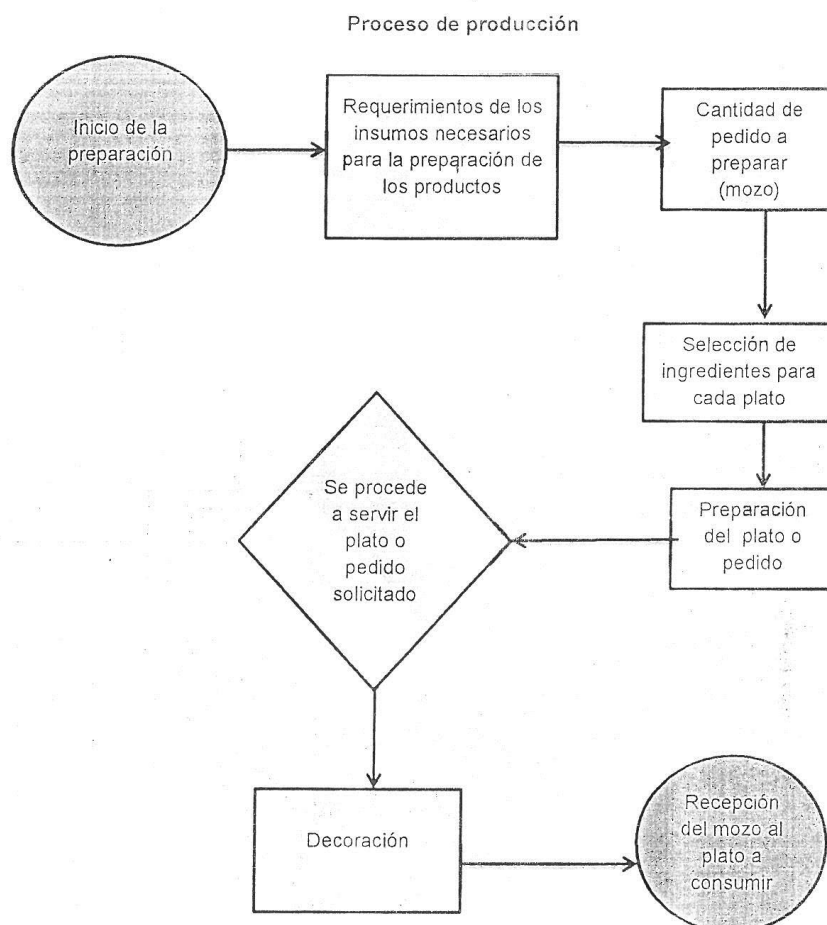 Proceso de producción
Inicio de la
preparación
Requerimientos de los
insumos necesarios
para la preparación de
los productos
Cantidad de
pedido a
preparar
(mozo)
Selección de
ingredientes para
cada plato
Preparación
del plato o
pedido
Se procede
a servir el
plato o
pedido
solicitado
Decoración
Recepción
del mozo al
plato a
consumir